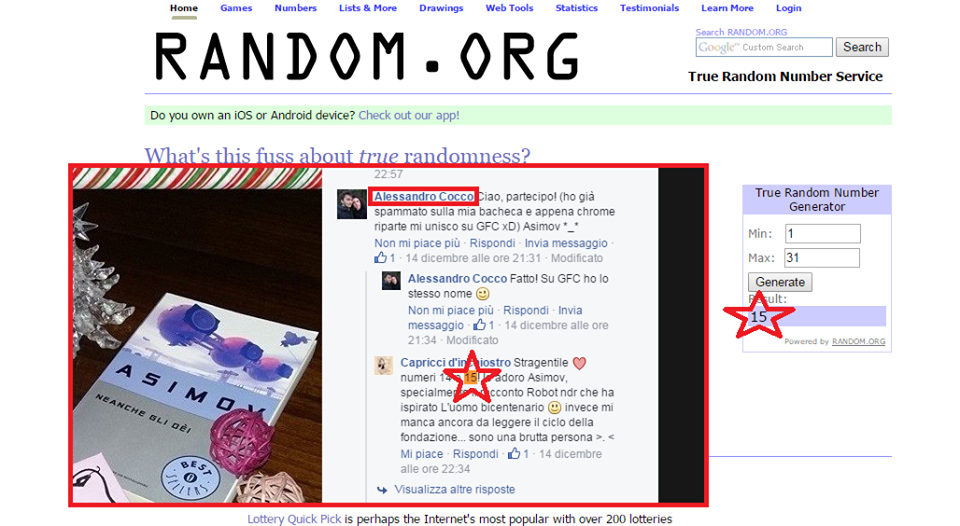 Home Games Numbers Lists & More Drawings Web Tools Statistics Testimonials Learn More Login
RANDOM.ORG
Search RANDOM.ORG
Google™ Custom Search
Search
True Random Number Service
Do you own an iOS or Android device? Check out our app!
What's this fuss about true randomness?
22:57
Alessandro Cocco Ciao, partecipo! (ho già
spammato sulla mia bacheca e appena chrome
riparte mi unisco su GFC xD) Asimov *_*
Non mi piace più · Rispondi · Invia messaggio ·
1 · 14 dicembre alle ore 21:31 · Modificato
Alessandro Cocco Fatto! Su GFC ho lo
stesso nome
Non mi piace più · Rispondi · Invia
messaggio · 1 · 14 dicembre alle ore
21:34 · Modificato
Capricci d'inchiostro Stragentile
numeri 14 15! adoro Asimov,
specialmente racconto Robot ndr che ha
ispirato L'uomo bicentenario invece mi
manca ancora da leggere il ciclo della
fondazione... sono una brutta persona >. <
Mi piace · Rispondi · 1 · 14 dicembre
alle ore 22:34
Visualizza altre risposte
ASIMOV
NEANCHE GLI DÈI
BEST
SELLERS
True Random Number
Generator
Min: 1
Max: 31
Generate
Result:
15
Powered by RANDOM.ORG
Lottery Quick Pick is perhaps the Internet's most popular with over 200 lotteries